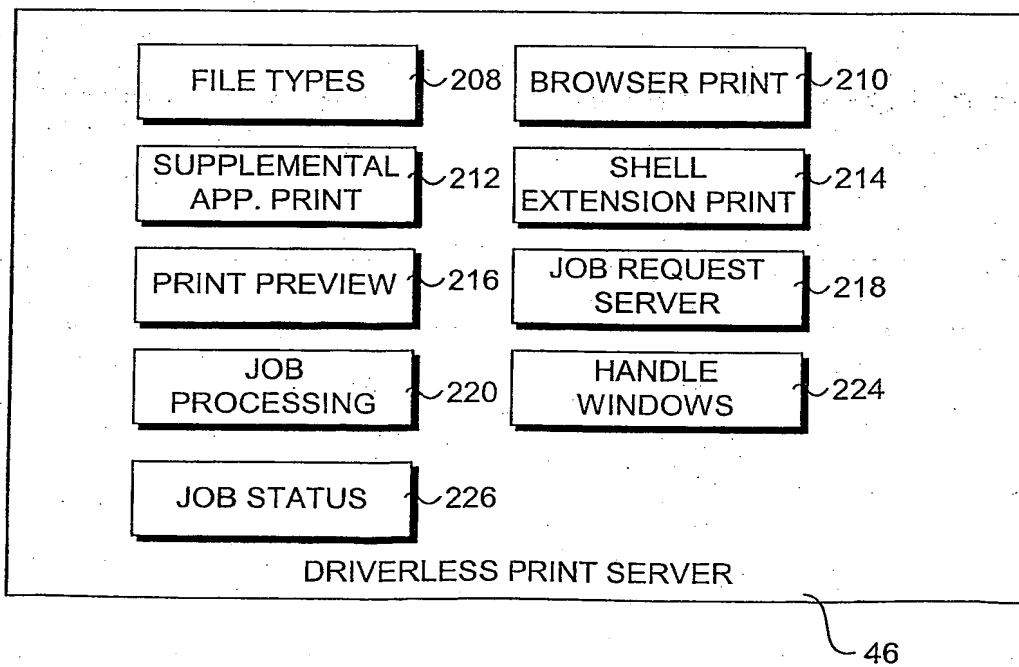 FILE TYPES 208 BROWSER PRINT 210
SUPPLEMENTAL APP. PRINT 212 SHELL EXTENSION PRINT 214
PRINT PREVIEW 216 JOB REQUEST SERVER 218
JOB PROCESSING 220 HANDLE WINDOWS 224
JOB STATUS 226
DRIVERLESS PRINT SERVER
46